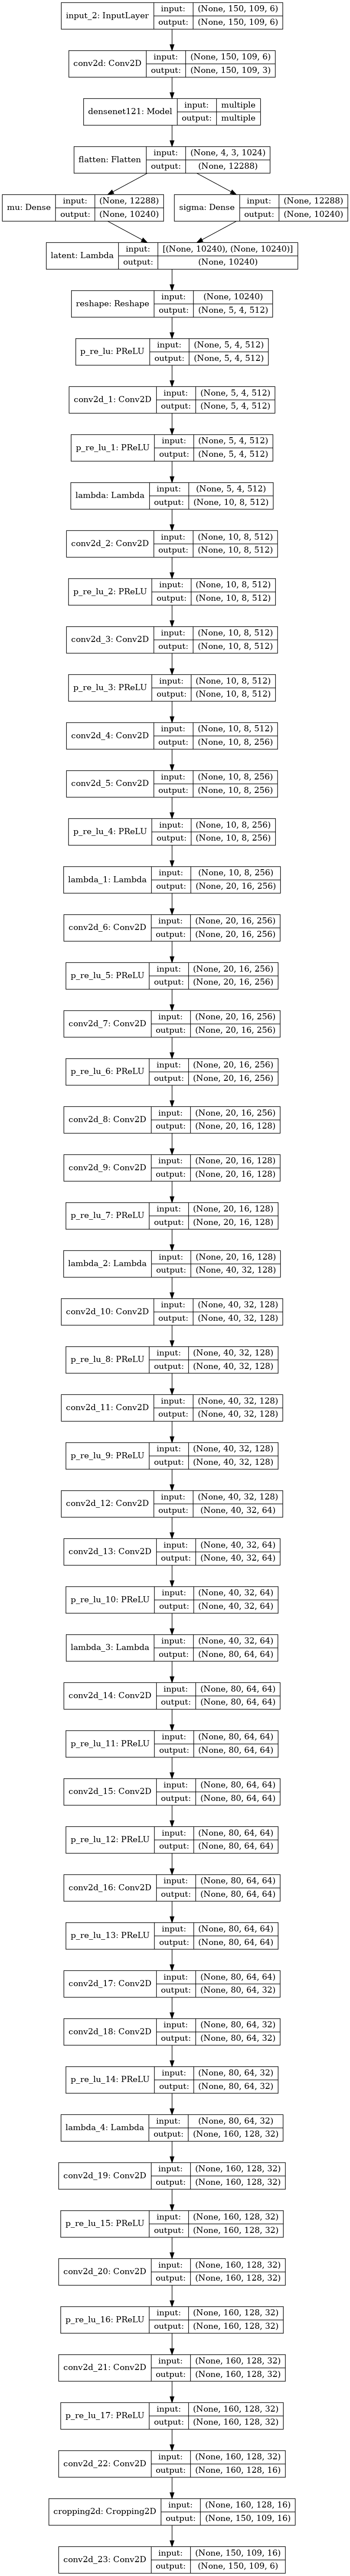 input_2: InputLayer input: (None, 150, 109, 6)
output: (None, 150, 109, 6)
conv2d: Conv2D input: (None, 150, 109, 6)
output: (None, 150, 109, 3)
densenet121: Model input: multiple
output: multiple
flatten: Flatten input: (None, 4, 3, 1024)
output: (None, 12288)
mu: Dense input: (None, 12288)
output: (None, 10240)
sigma: Dense input: (None, 12288)
output: (None, 10240)
latent: Lambda input: [(None, 10240), (None, 10240)]
output: (None, 10240)
reshape: Reshape input: (None, 10240)
output: (None, 5, 4, 512)
p_re_lu: PReLU input: (None, 5, 4, 512)
output: (None, 5, 4, 512)
conv2d_1: Conv2D input: (None, 5, 4, 512)
output: (None, 5, 4, 512)
p_re_lu_1: PReLU input: (None, 5, 4, 512)
output: (None, 5, 4, 512)
lambda: Lambda input: (None, 5, 4, 512)
output: (None, 10, 8, 512)
conv2d_2: Conv2D input: (None, 10, 8, 512)
output: (None, 10, 8, 512)
p_re_lu_2: PReLU input: (None, 10, 8, 512)
output: (None, 10, 8, 512)
conv2d_3: Conv2D input: (None, 10, 8, 512)
output: (None, 10, 8, 512)
p_re_lu_3: PReLU input: (None, 10, 8, 512)
output: (None, 10, 8, 512)
conv2d_4: Conv2D input: (None, 10, 8, 512)
output: (None, 10, 8, 256)
conv2d_5: Conv2D input: (None, 10, 8, 256)
output: (None, 10, 8, 256)
p_re_lu_4: PReLU input: (None, 10, 8, 256)
output: (None, 10, 8, 256)
lambda_1: Lambda input: (None, 10, 8, 256)
output: (None, 20, 16, 256)
conv2d_6: Conv2D input: (None, 20, 16, 256)
output: (None, 20, 16, 256)
p_re_lu_5: PReLU input: (None, 20, 16, 256)
output: (None, 20, 16, 256)
conv2d_7: Conv2D input: (None, 20, 16, 256)
output: (None, 20, 16, 256)
p_re_lu_6: PReLU input: (None, 20, 16, 256)
output: (None, 20, 16, 256)
conv2d_8: Conv2D input: (None, 20, 16, 256)
output: (None, 20, 16, 128)
conv2d_9: Conv2D input: (None, 20, 16, 128)
output: (None, 20, 16, 128)
p_re_lu_7: PReLU input: (None, 20, 16, 128)
output: (None, 20, 16, 128)
lambda_2: Lambda input: (None, 20, 16, 128)
output: (None, 40, 32, 128)
conv2d_10: Conv2D input: (None, 40, 32, 128)
output: (None, 40, 32, 128)
p_re_lu_8: PReLU input: (None, 40, 32, 128)
output: (None, 40, 32, 128)
conv2d_11: Conv2D input: (None, 40, 32, 128)
output: (None, 40, 32, 128)
p_re_lu_9: PReLU input: (None, 40, 32, 128)
output: (None, 40, 32, 128)
conv2d_12: Conv2D input: (None, 40, 32, 128)
output: (None, 40, 32, 64)
conv2d_13: Conv2D input: (None, 40, 32, 64)
output: (None, 40, 32, 64)
p_re_lu_10: PReLU input: (None, 40, 32, 64)
output: (None, 40, 32, 64)
lambda_3: Lambda input: (None, 40, 32, 64)
output: (None, 80, 64, 64)
conv2d_14: Conv2D input: (None, 80, 64, 64)
output: (None, 80, 64, 64)
p_re_lu_11: PReLU input: (None, 80, 64, 64)
output: (None, 80, 64, 64)
conv2d_15: Conv2D input: (None, 80, 64, 64)
output: (None, 80, 64, 64)
p_re_lu_12: PReLU input: (None, 80, 64, 64)
output: (None, 80, 64, 64)
conv2d_16: Conv2D input: (None, 80, 64, 64)
output: (None, 80, 64, 64)
p_re_lu_13: PReLU input: (None, 80, 64, 64)
output: (None, 80, 64, 64)
conv2d_17: Conv2D input: (None, 80, 64, 64)
output: (None, 80, 64, 32)
conv2d_18: Conv2D input: (None, 80, 64, 32)
output: (None, 80, 64, 32)
p_re_lu_14: PReLU input: (None, 80, 64, 32)
output: (None, 80, 64, 32)
lambda_4: Lambda input: (None, 80, 64, 32)
output: (None, 160, 128, 32)
conv2d_19: Conv2D input: (None, 160, 128, 32)
output: (None, 160, 128, 32)
p_re_lu_15: PReLU input: (None, 160, 128, 32)
output: (None, 160, 128, 32)
conv2d_20: Conv2D input: (None, 160, 128, 32)
output: (None, 160, 128, 32)
p_re_lu_16: PReLU input: (None, 160, 128, 32)
output: (None, 160, 128, 32)
conv2d_21: Conv2D input: (None, 160, 128, 32)
output: (None, 160, 128, 32)
p_re_lu_17: PReLU input: (None, 160, 128, 32)
output: (None, 160, 128, 32)
conv2d_22: Conv2D input: (None, 160, 128, 32)
output: (None, 160, 128, 16)
cropping2d: Cropping2D input: (None, 160, 128, 16)
output: (None, 150, 109, 16)
conv2d_23: Conv2D input: (None, 150, 109, 16)
output: (None, 150, 109, 6)